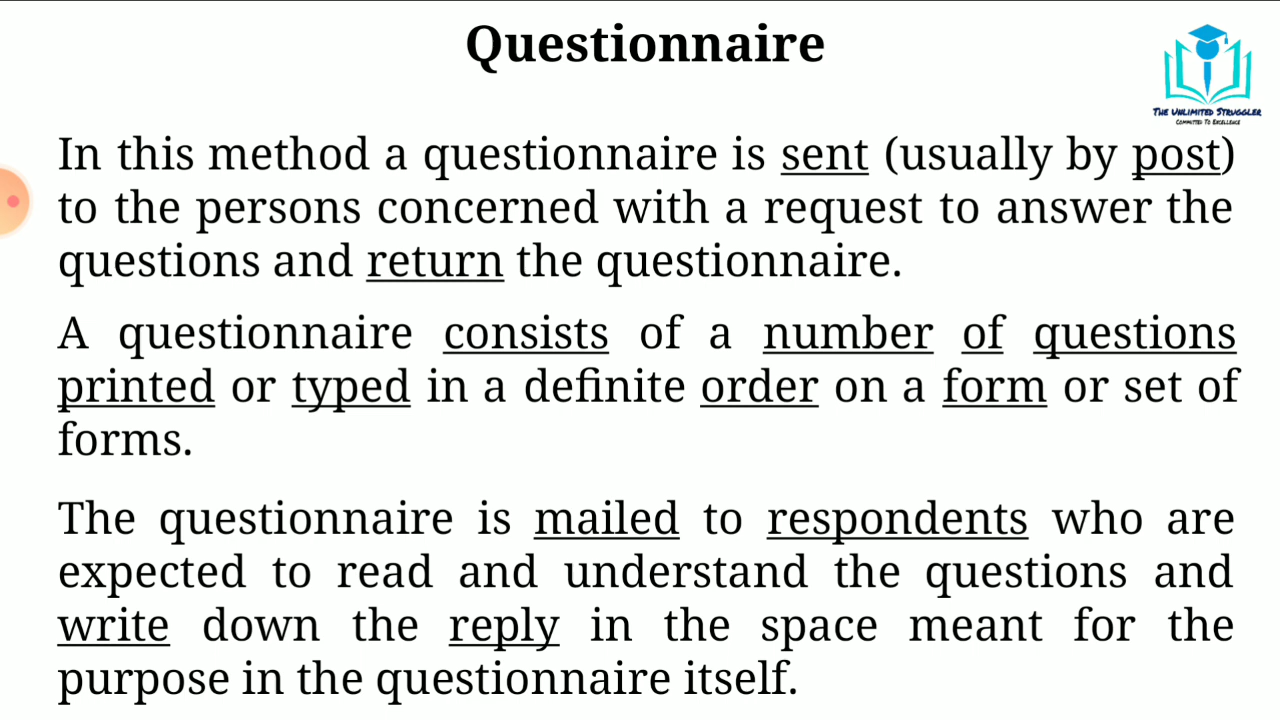 Questionnaire
THE UNLIMITED STRUGGLER
COMMITTED TO EXCELLENCE
In this method a questionnaire is sent (usually by post)
to the persons concerned with a request to answer the
questions and return the questionnaire.
A questionnaire consists of a number of questions
printed or typed in a definite order on a form or set of
forms.
The questionnaire is mailed to respondents who are
expected to read and understand the questions and
write down the reply in the space meant for the
purpose in the questionnaire itself.